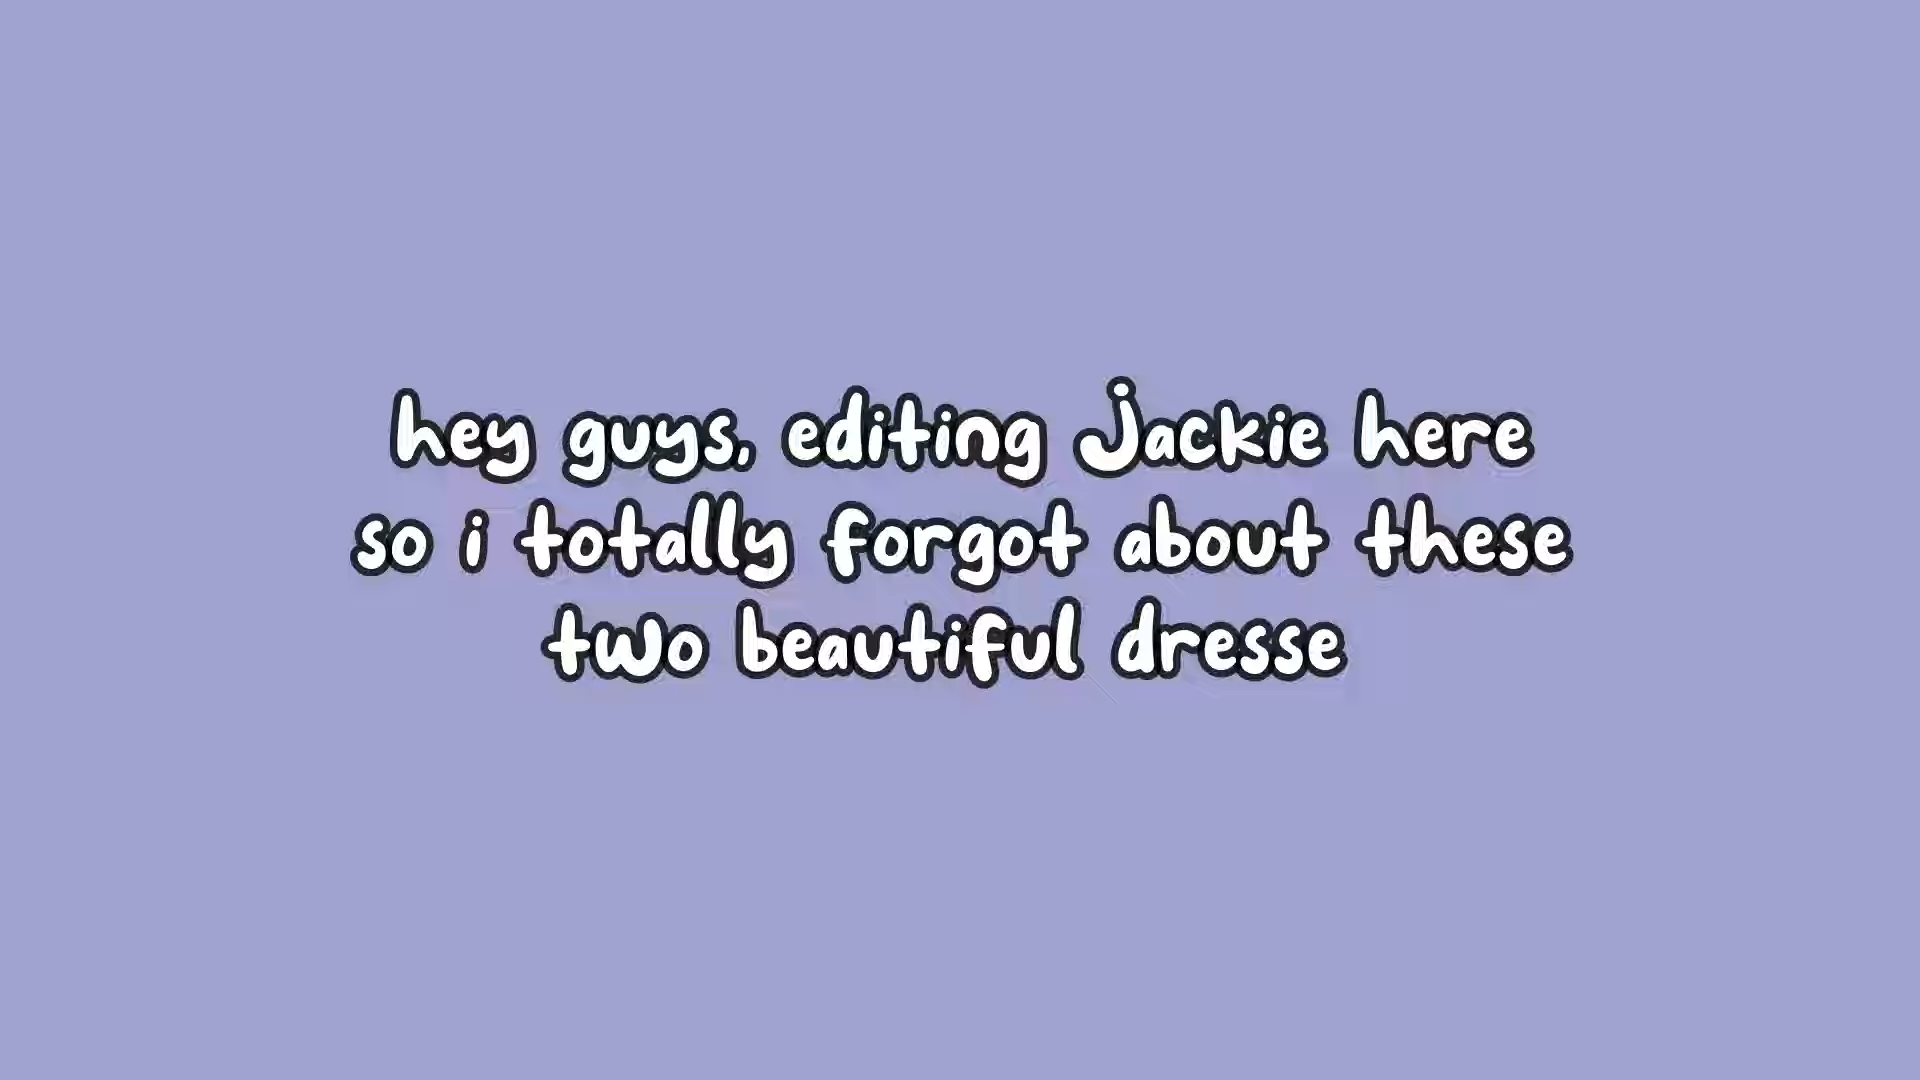 hey guys, editing Jackie here
so i totally forgot about these
two beautiful dresse